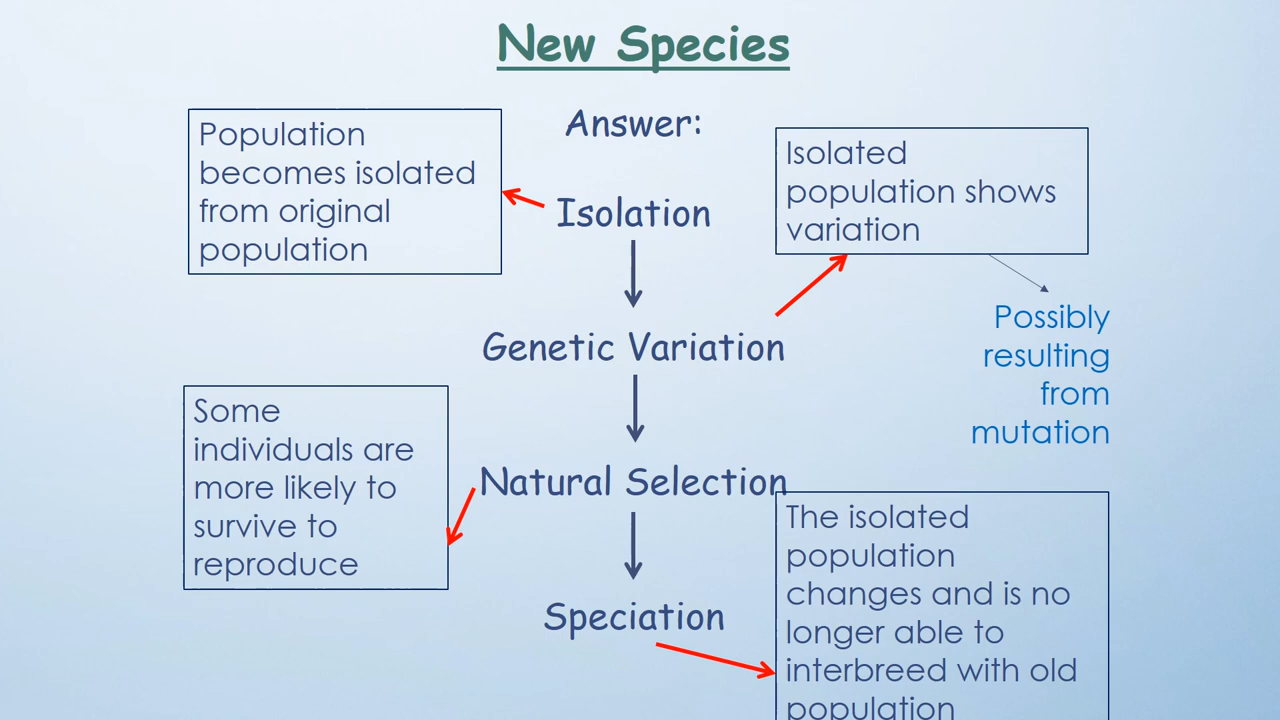 New Species
Answer:
Population
becomes isolated
from original
population
Isolation
Isolated
population shows
variation
Possibly
resulting
from
mutation
Genetic Variation
Some
individuals are
more likely to
survive to
reproduce
Natural Selection
The isolated
population
changes and is no
longer able to
interbreed with old
population
Speciation